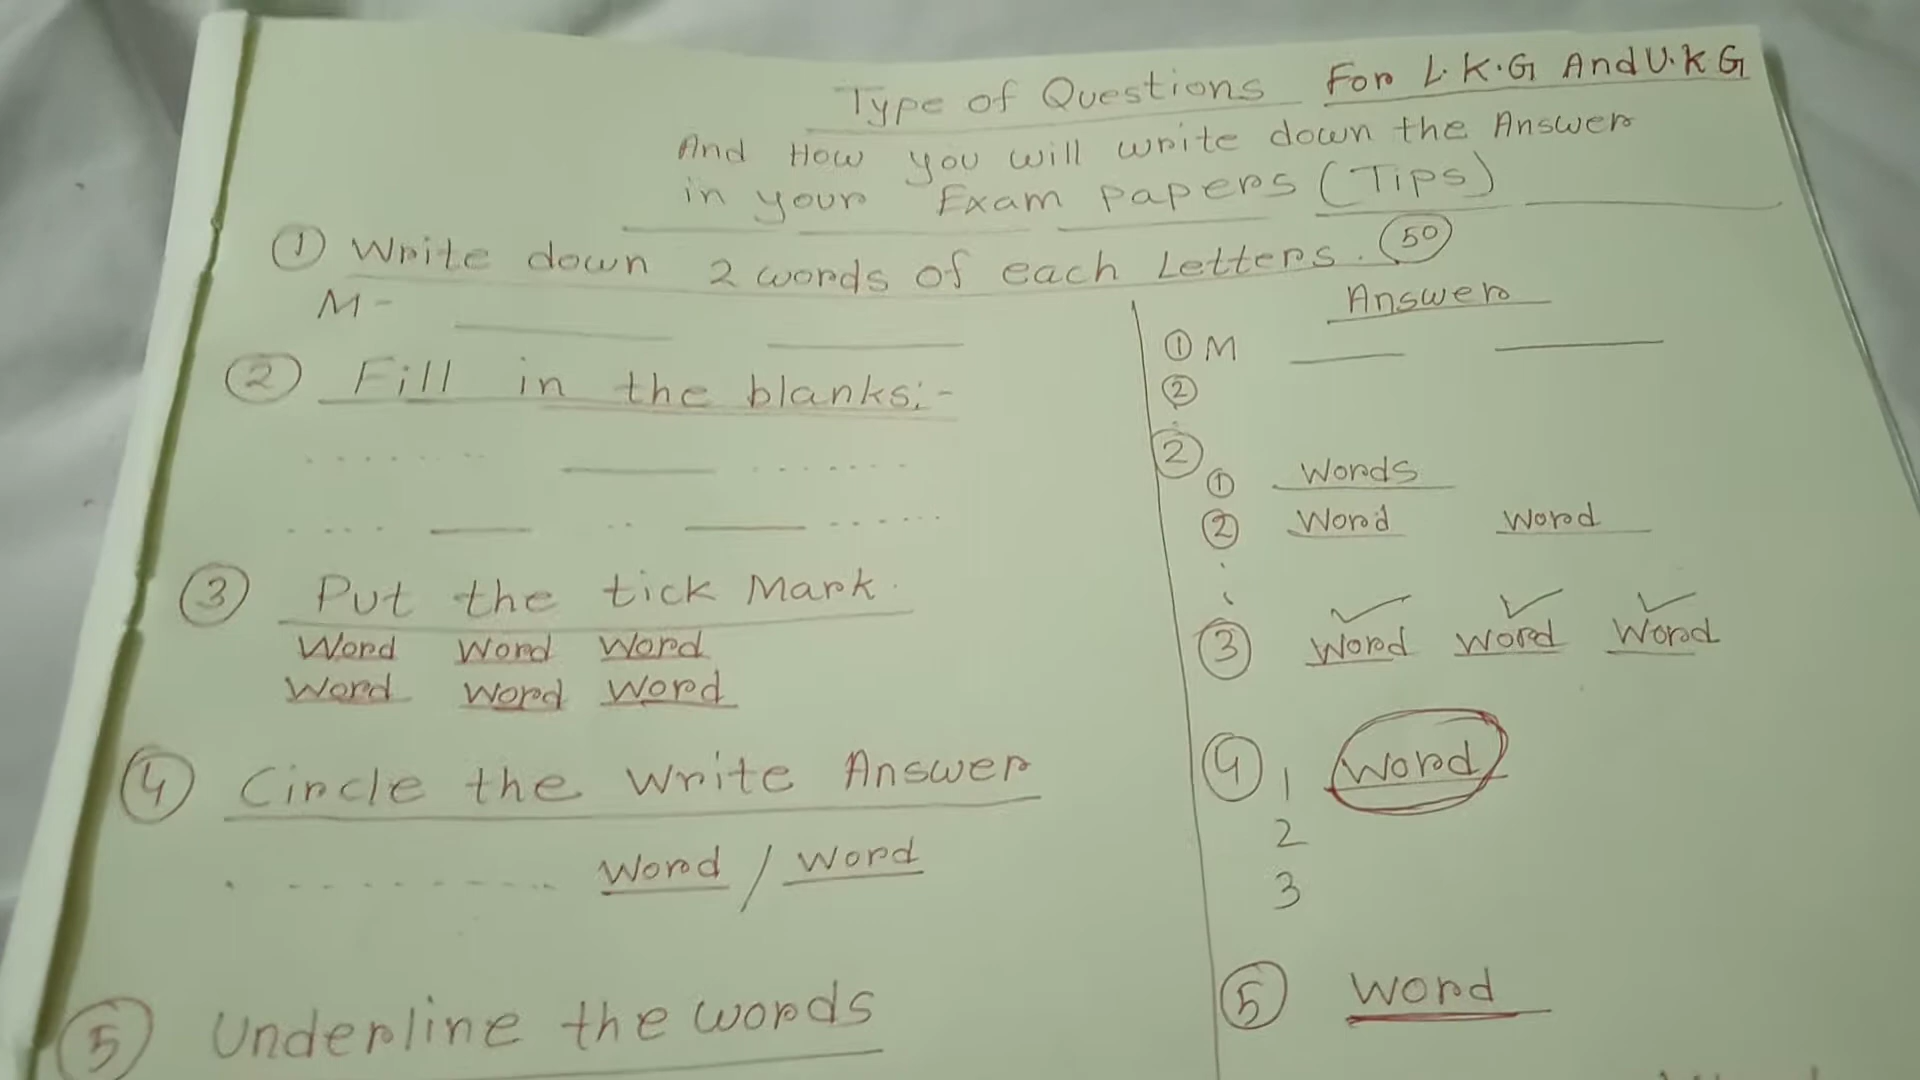 Type of Questions For L.K.G And U.K G
And How you will write down the Answer
in your Exam papers (Tips)
① Write down 2 words of each Letters. 50
M -
② Fill in the blanks:-
③ Put the tick Mark.
Word Word Word
Word Word Word
④ Circle the Write Answer
Word / Word
⑤ Underline the words
Answer
① M
②
②
① Words
② Word Word
③ ✓ Word ✓ Word ✓ Word
④ 1 Word
2
3
⑤ Word